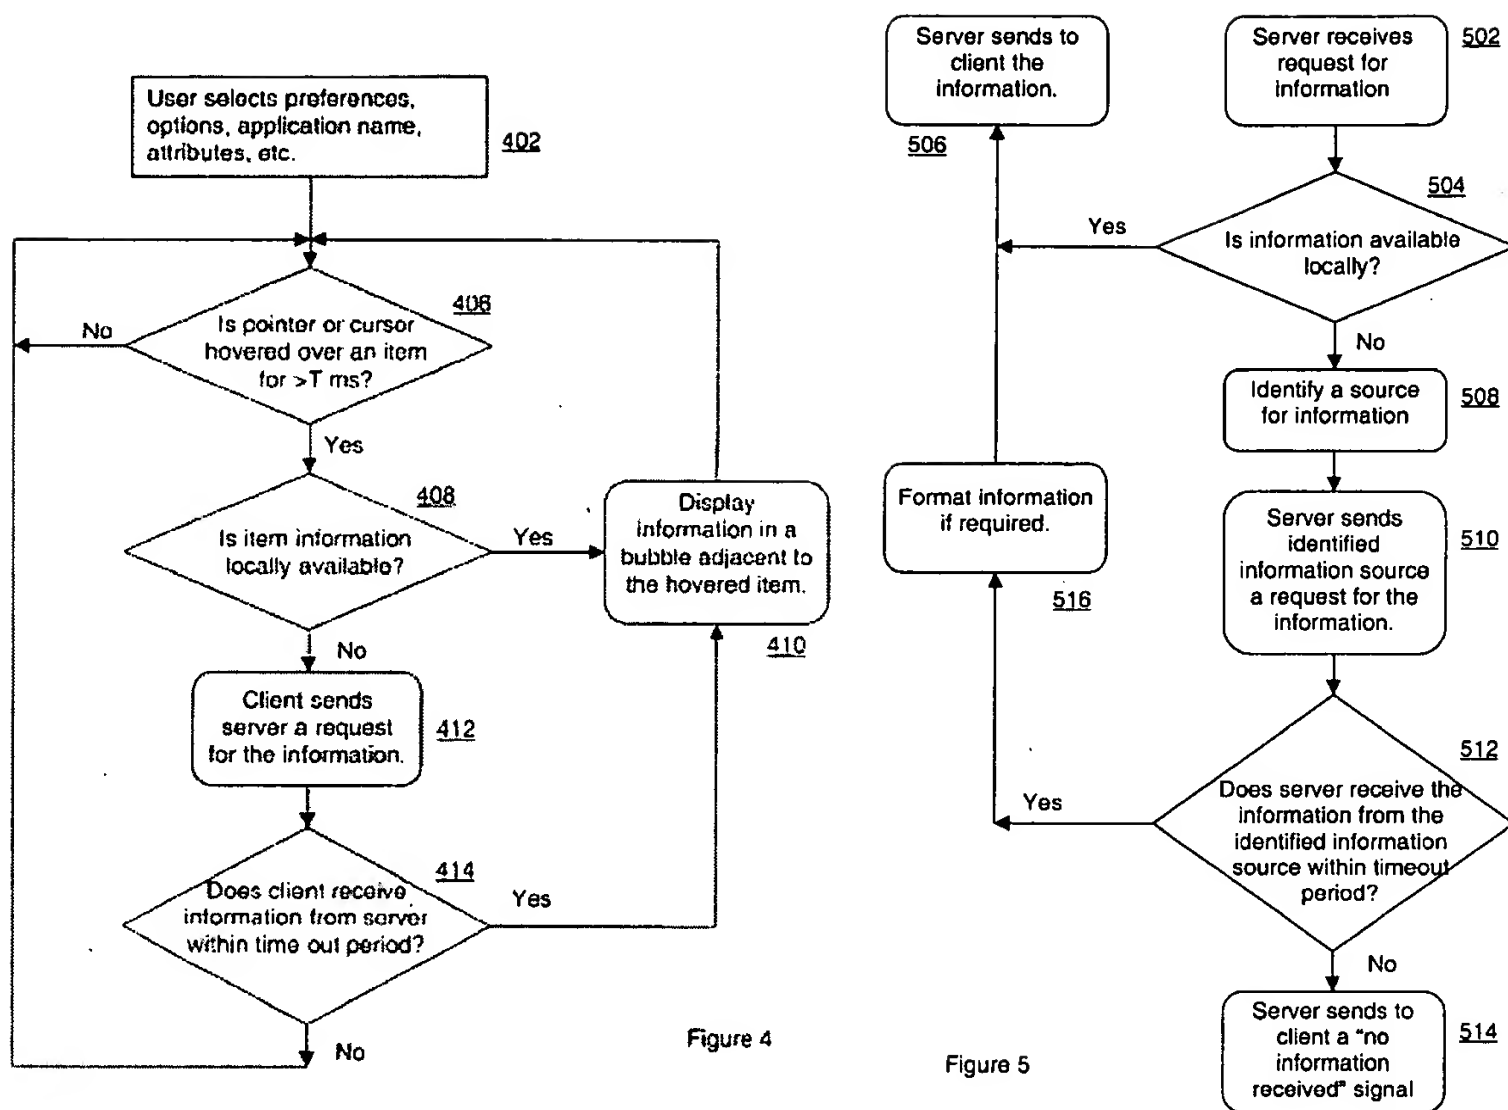 User selects preferences,
options, application name,
attributes, etc.
402
No
Is pointer or cursor
hovered over an item
for >T ms?
406
Yes
Is item information
locally available?
408
Yes
Display
information in a
bubble adjacent to
the hovered item.
410
No
Client sends
server a request
for the information.
412
Does client receive
information from server
within time out period?
414
Yes
No
Figure 4
Server sends to
client the
information.
506
Server receives
request for
information
502
Is information available
locally?
504
Yes
No
Identify a source
for information
508
Format information
if required.
516
Server sends
identified
information source
a request for the
information.
510
Does server receive the
information from the
identified information
source within timeout
period?
512
Yes
No
Server sends to
client a "no
information
received" signal
514
Figure 5